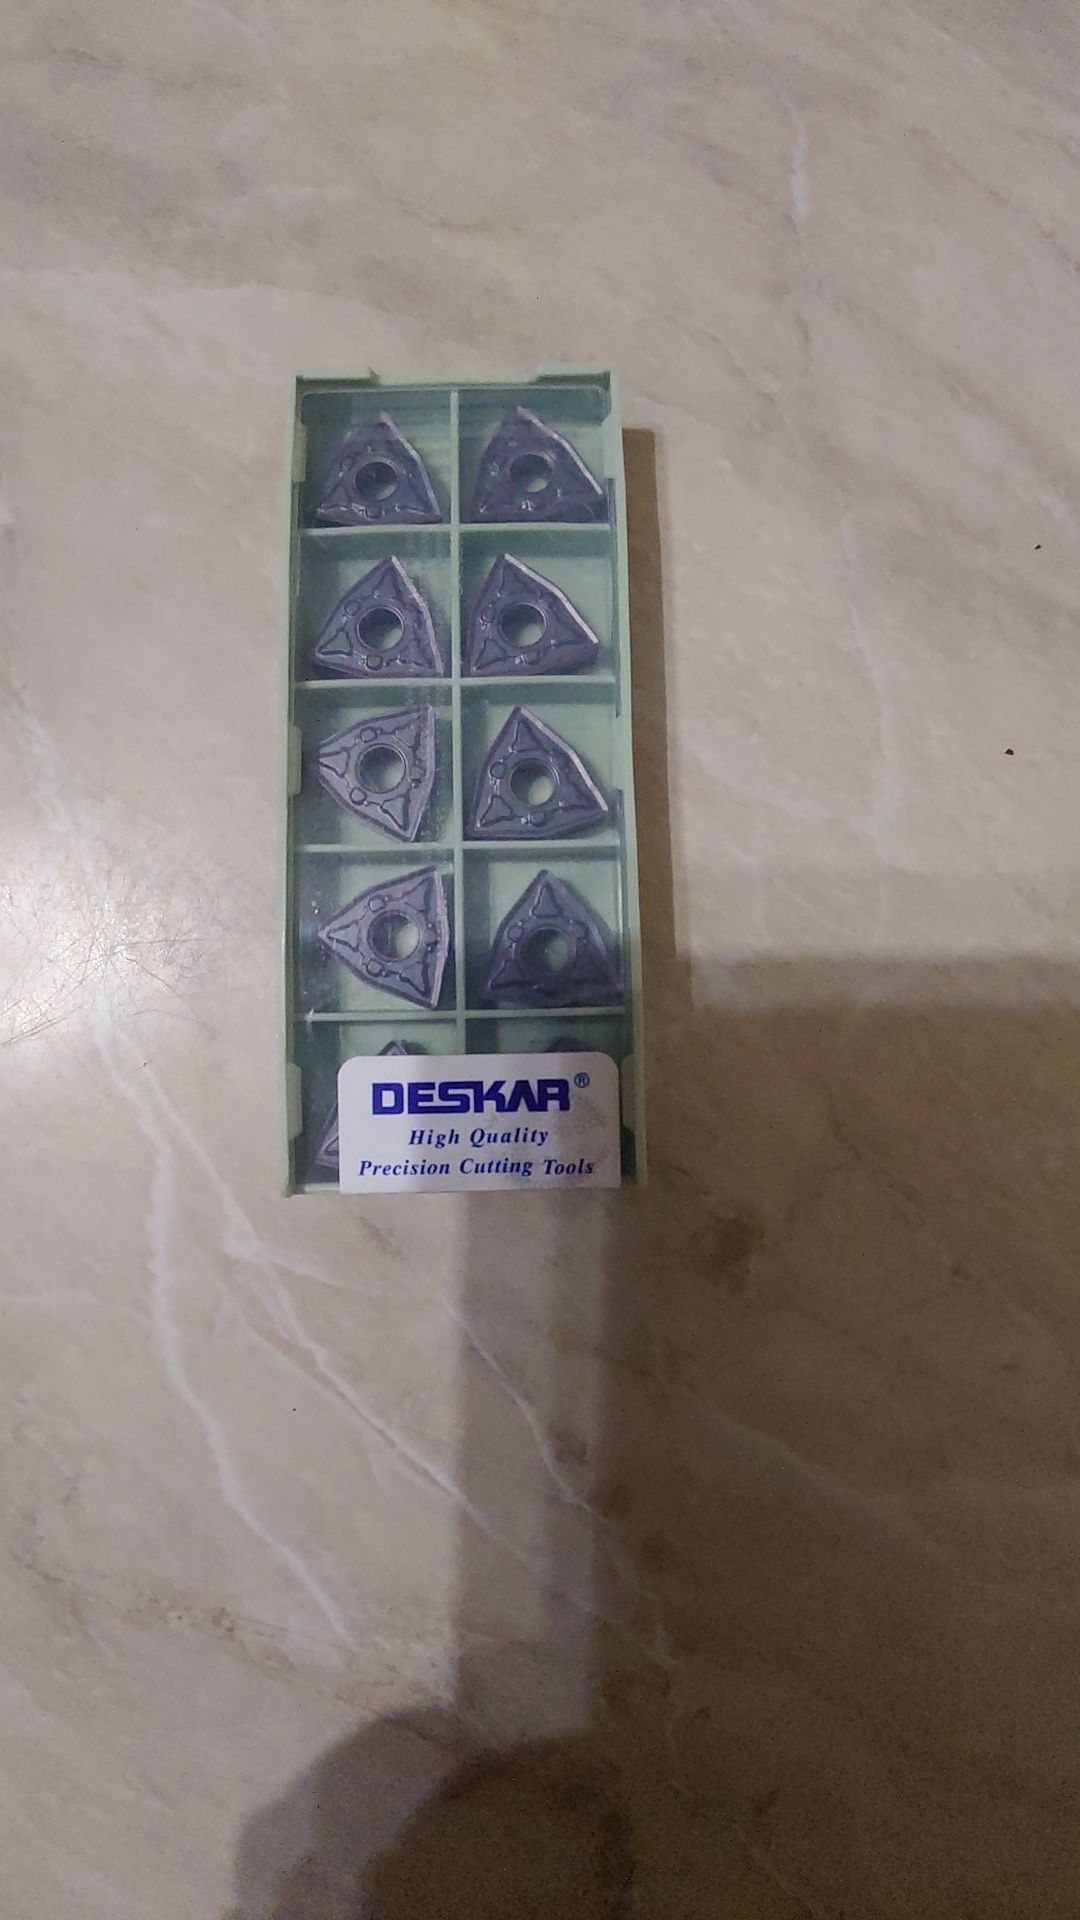 DESKAR®
High Quality
Precision Cutting Tools